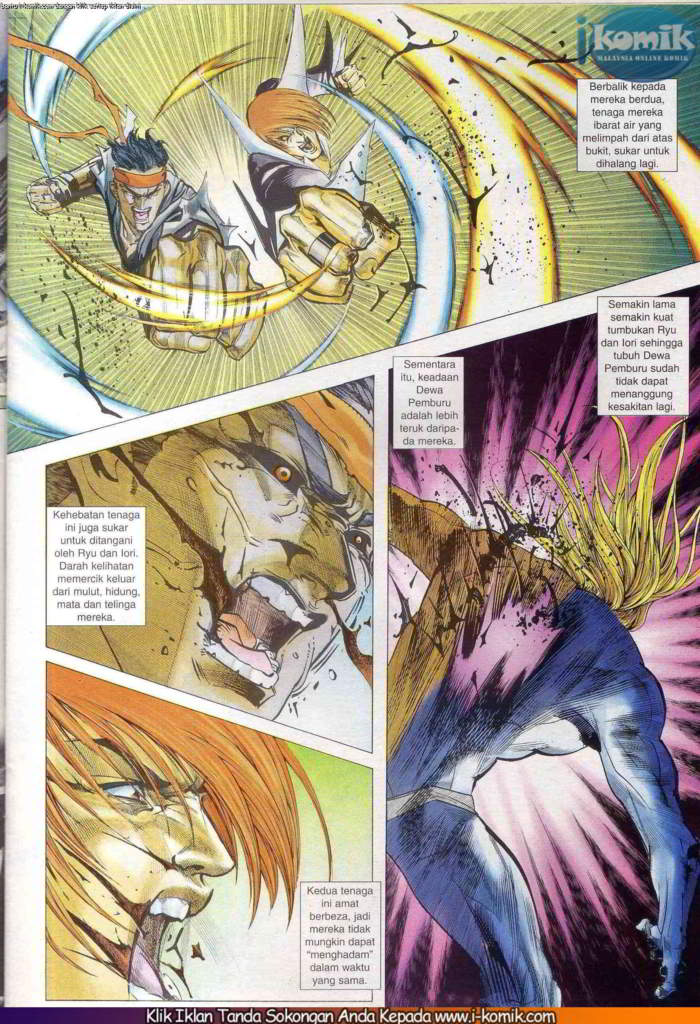 ikomik
MALAYSIA ONLINE KOMIK
Berbalik kepada
mereka berdua,
tenaga mereka
ibarat air yang
melimpah dari atas
bukit, sukar untuk
dihalang lagi.
Semakin lama
semakin kuat
tumbukan Ryu
dan Iori sehingga
tubuh Dewa
Pemburu sudah
tidak dapat
menanggung
kesakitan lagi.
Sementara
itu, keadaan
Dewa
Pemburu
adalah lebih
teruk daripa-
da mereka.
Kehebatan tenaga
ini juga sukar
untuk ditangani
oleh Ryu dan Iori.
Darah kelihatan
memercik keluar
dari mulut, hidung,
mata dan telinga
mereka.
Kedua tenaga
ini amat
berbeza, jadi
mereka tidak
mungkin dapat
"menghadam"
dalam waktu
yang sama.
Klik Iklan Tanda Sokongan Anda Kepada www.i-komik.com